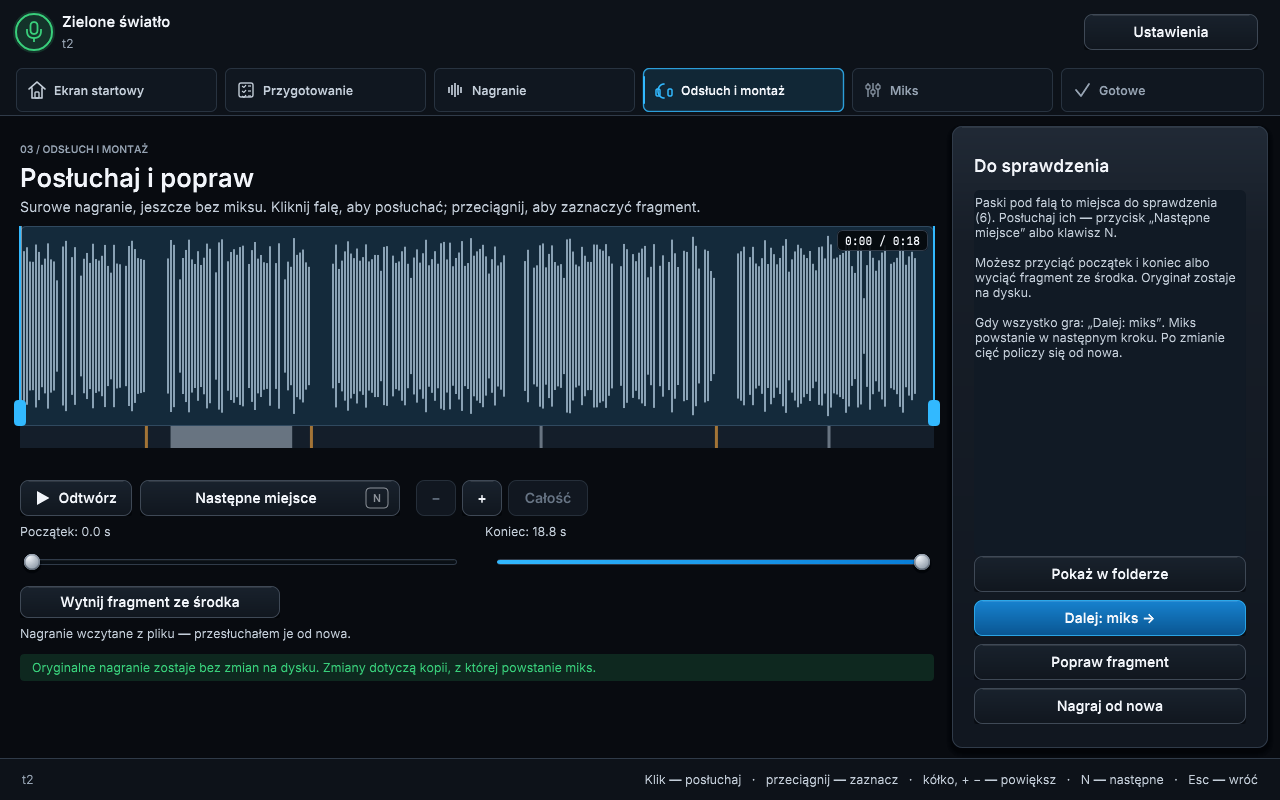 Zielone światło
t2
Ustawienia
Ekran startowy
Przygotowanie
Nagranie
Odsłuch i montaż
Miks
Gotowe
03 / ODSŁUCH I MONTAŻ
Posłuchaj i popraw
Surowe nagranie, jeszcze bez miksu. Kliknij falę, aby posłuchać; przeciągnij, aby zaznaczyć fragment.
0:00 / 0:18
Odtwórz
Następne miejsce
N
−
+
Całość
Początek: 0.0 s
Koniec: 18.8 s
Wytnij fragment ze środka
Nagranie wczytane z pliku — przesłuchałem je od nowa.
Oryginalne nagranie zostaje bez zmian na dysku. Zmiany dotyczą kopii, z której powstanie miks.
Do sprawdzenia
Paski pod falą to miejsca do sprawdzenia
(6). Posłuchaj ich — przycisk „Następne
miejsce” albo klawisz N.
Możesz przyciąć początek i koniec albo
wyciąć fragment ze środka. Oryginał zostaje
na dysku.
Gdy wszystko gra: „Dalej: miks”. Miks
powstanie w następnym kroku. Po zmianie
cięć policzy się od nowa.
Pokaż w folderze
Dalej: miks →
Popraw fragment
Nagraj od nowa
t2
Klik — posłuchaj · przeciągnij — zaznacz · kółko, + − — powiększ · N — następne · Esc — wróć